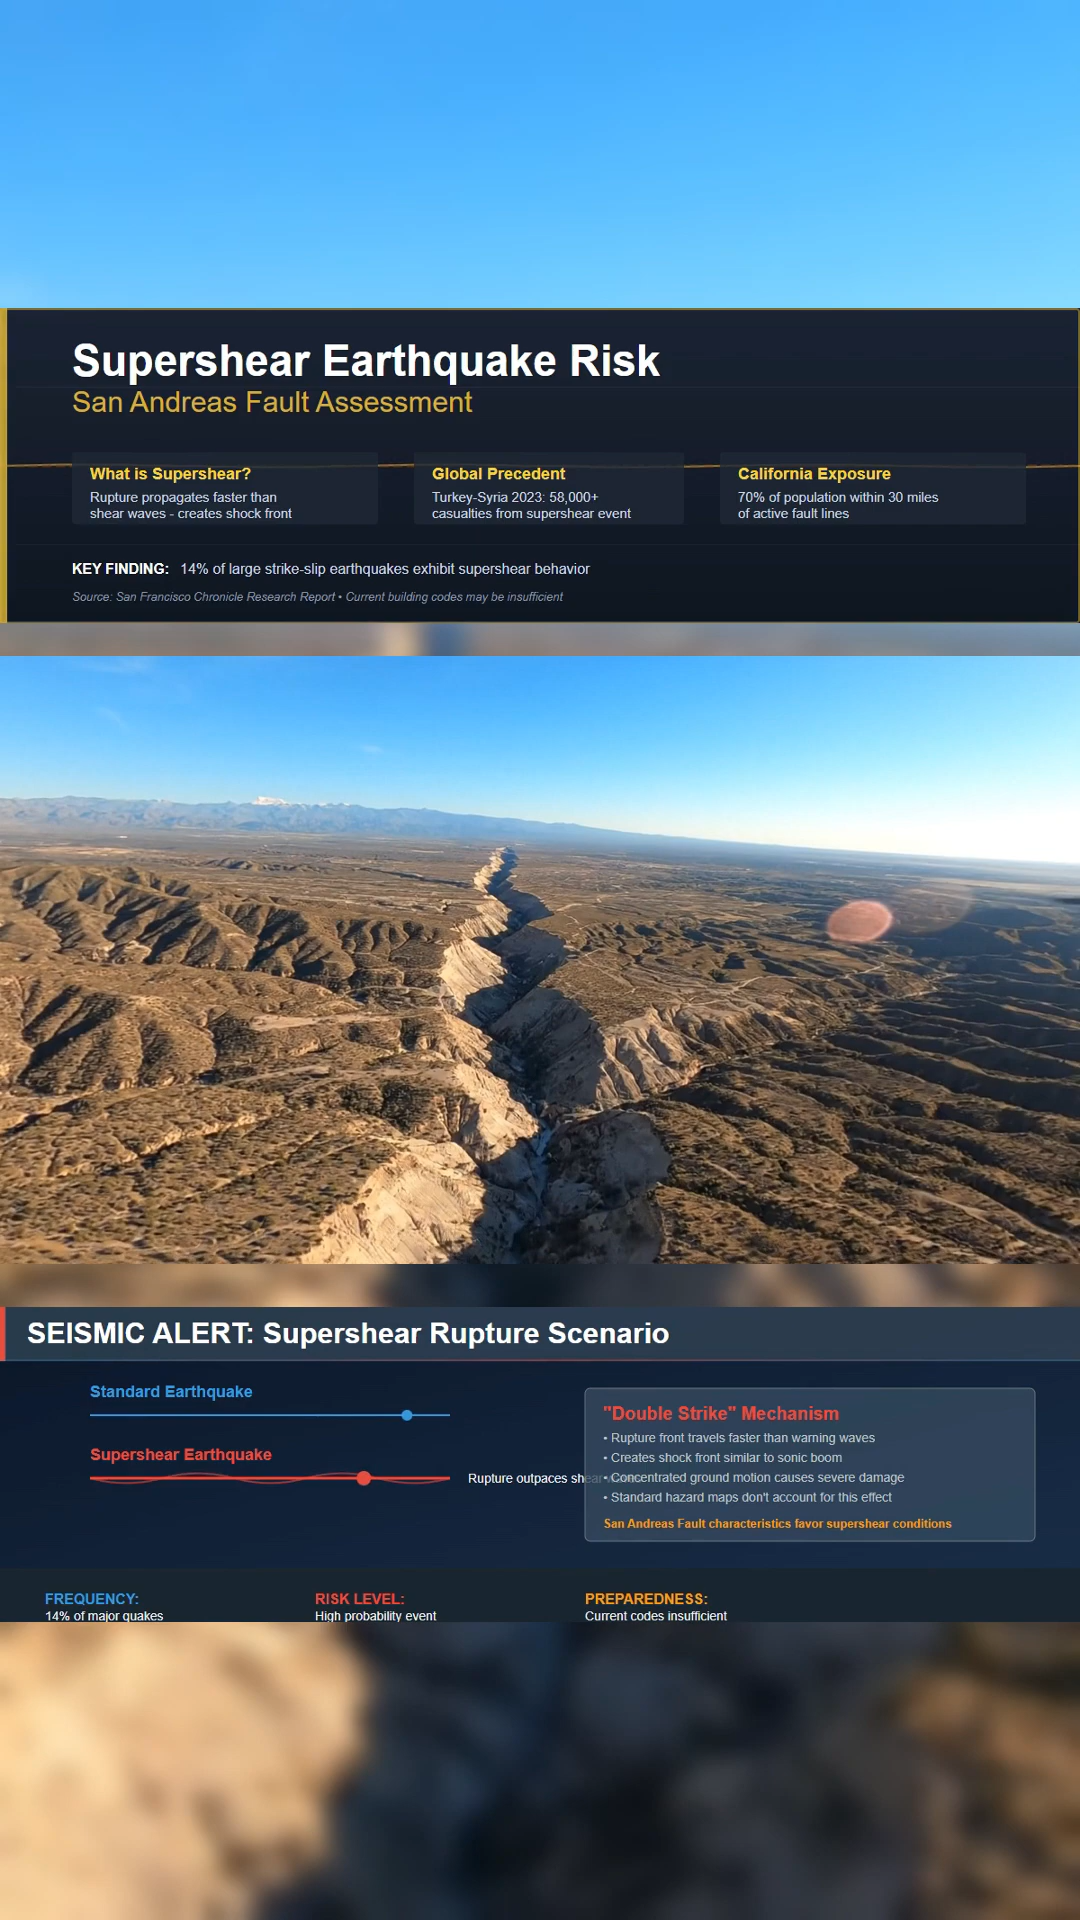 Supershear Earthquake Risk
San Andreas Fault Assessment
What is Supershear?
Rupture propagates faster than
shear waves - creates shock front
Global Precedent
Turkey-Syria 2023: 58,000+
casualties from supershear event
California Exposure
70% of population within 30 miles
of active fault lines
KEY FINDING: 14% of large strike-slip earthquakes exhibit supershear behavior
Source: San Francisco Chronicle Research Report • Current building codes may be insufficient
SEISMIC ALERT: Supershear Rupture Scenario
Standard Earthquake
Supershear Earthquake
Rupture outpaces shear
"Double Strike" Mechanism
• Rupture front travels faster than warning waves
• Creates shock front similar to sonic boom
• Concentrated ground motion causes severe damage
• Standard hazard maps don't account for this effect
San Andreas Fault characteristics favor supershear conditions
FREQUENCY:
14% of major quakes
RISK LEVEL:
High probability event
PREPAREDNESS:
Current codes insufficient